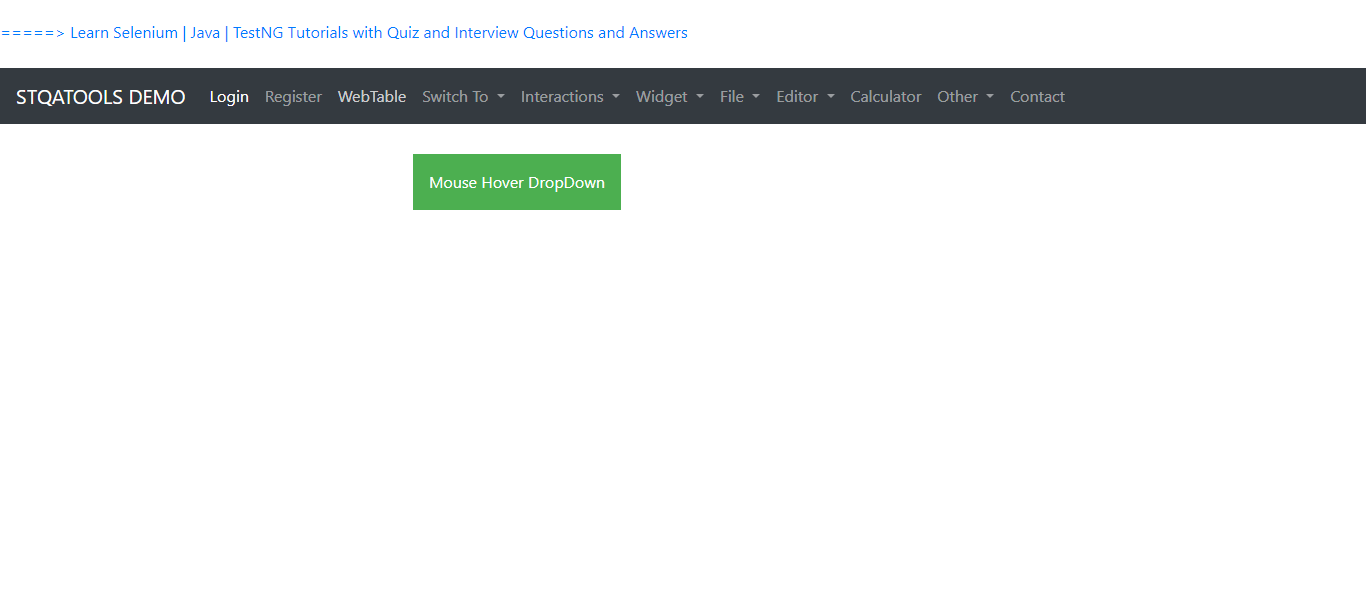 =====> Learn Selenium | Java | TestNG Tutorials with Quiz and Interview Questions and Answers
STQATOOLS DEMO Login Register WebTable Switch To Interactions Widget File Editor Calculator Other Contact
Mouse Hover DropDown